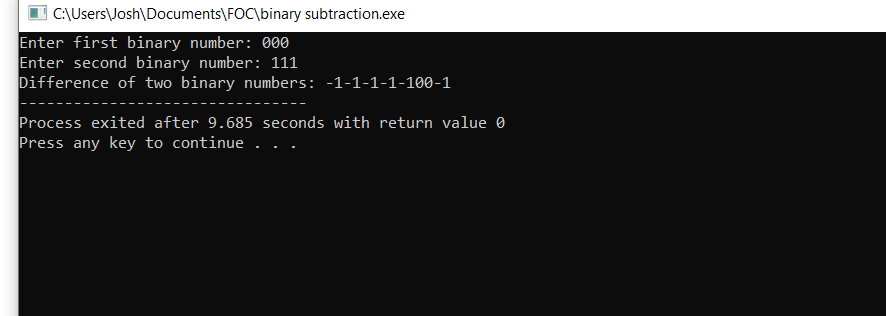 C:\Users\Josh\Documents\FOC\binary subtraction.exe
Enter first binary number: 000
Enter second binary number: 111
Difference of two binary numbers: -1-1-1-1-100-1
--------------------------------
Process exited after 9.685 seconds with return value 0
Press any key to continue . . .